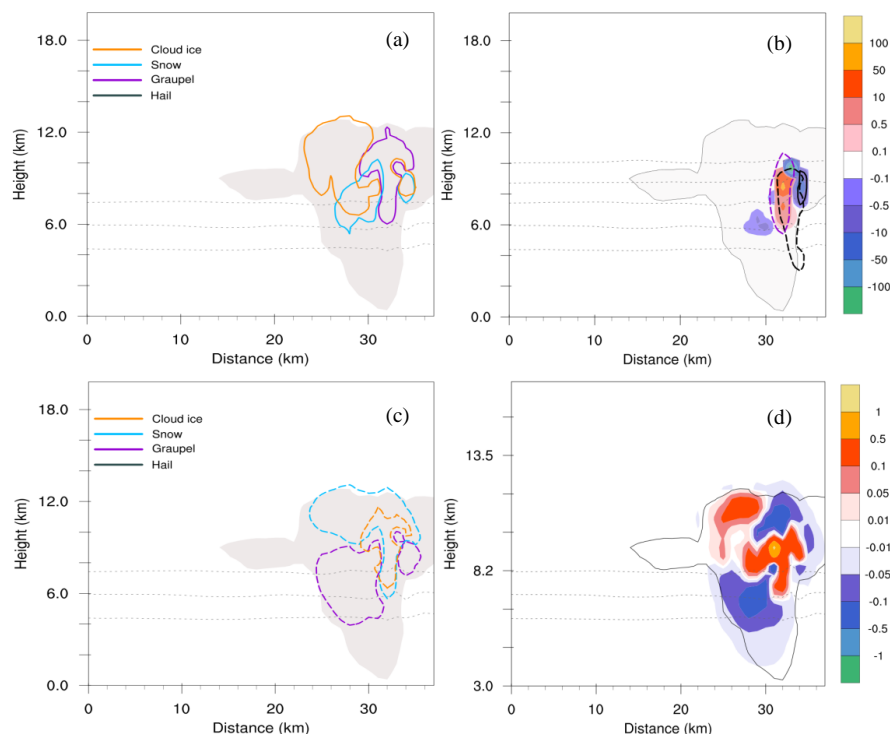 (a)
Cloud ice
Snow
Graupel
Hail
18.0
12.0
6.0
0.0
Height (km)
0 10 20 30
Distance (km)
(b)
18.0
12.0
6.0
0.0
Height (km)
0 10 20 30
Distance (km)
100
50
10
0.5
0.1
-0.1
-0.5
-10
-50
-100
(c)
Cloud ice
Snow
Graupel
Hail
18.0
12.0
6.0
0.0
Height (km)
0 10 20 30
Distance (km)
(d)
13.5
8.2
3.0
Height (km)
0 10 20 30
Distance (km)
1
0.5
0.1
0.05
0.01
-0.01
-0.05
-0.1
-0.5
-1